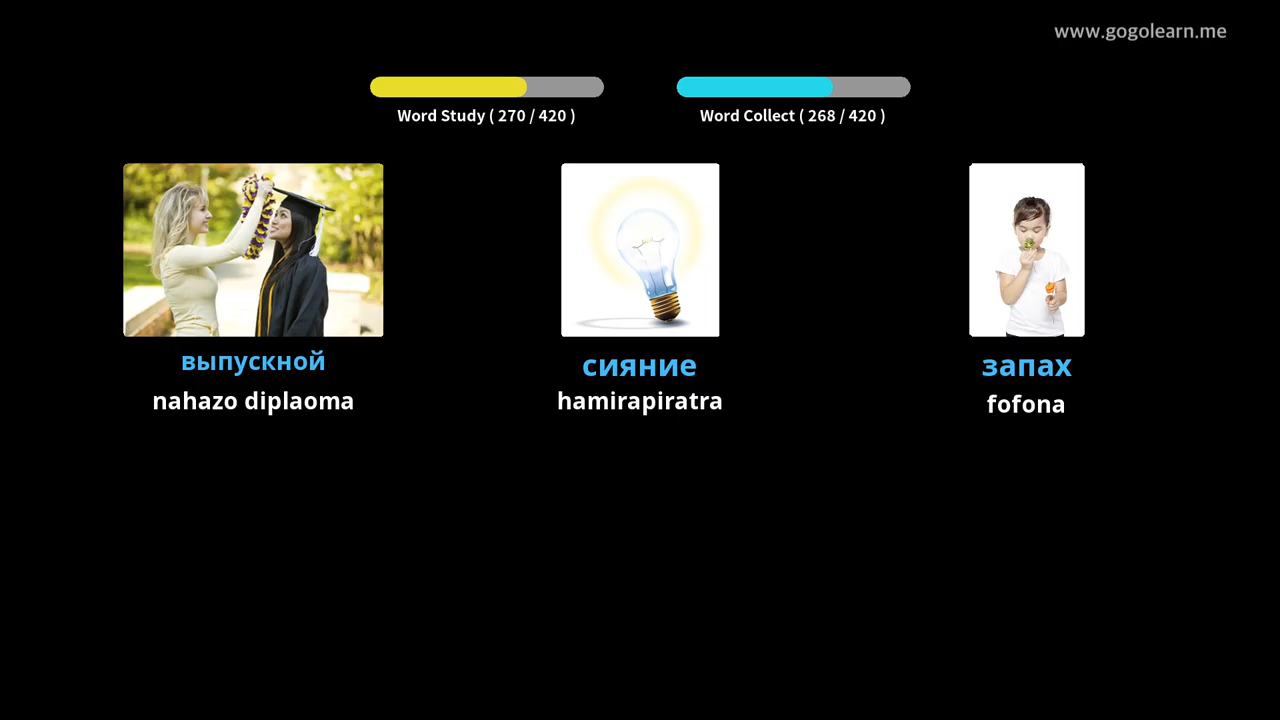 www.gogolearn.me
Word Study ( 270 / 420 )
Word Collect ( 268 / 420 )
выпускной
nahazo diplaoma
сияние
hamirapiratra
запах
fofona